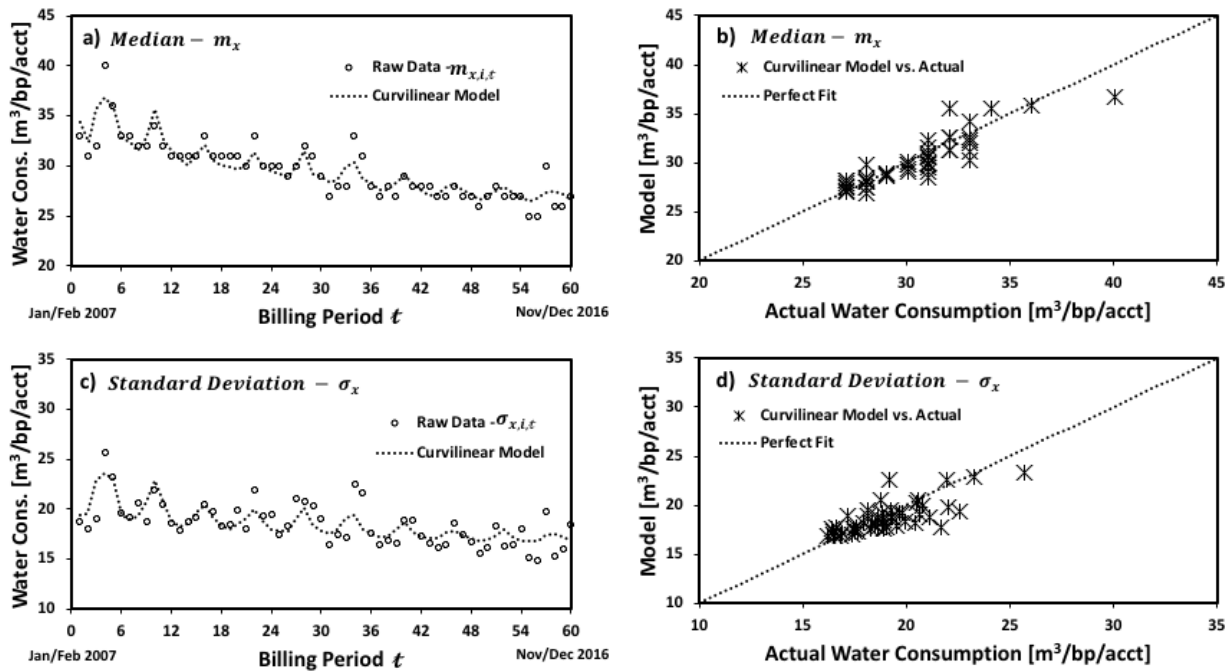 a) Median – mₓ
Raw Data -mₓ,ᵢ,ₜ
Curvilinear Model
Water Cons. [m³/bp/acct]
45
40
35
30
25
20
0 6 12 18 24 30 36 42 48 54 60
Jan/Feb 2007
Billing Period t
Nov/Dec 2016
b) Median – mₓ
Curvilinear Model vs. Actual
Perfect Fit
Model [m³/bp/acct]
45
40
35
30
25
20
20 25 30 35 40 45
Actual Water Consumption [m³/bp/acct]
c) Standard Deviation – σₓ
Raw Data -σₓ,ᵢ,ₜ
Curvilinear Model
Water Cons. [m³/bp/acct]
35
30
25
20
15
10
0 6 12 18 24 30 36 42 48 54 60
Jan/Feb 2007
Billing Period t
Nov/Dec 2016
d) Standard Deviation – σₓ
Curvilinear Model vs. Actual
Perfect Fit
Model [m³/bp/acct]
35
30
25
20
15
10
10 15 20 25 30 35
Actual Water Consumption [m³/bp/acct]